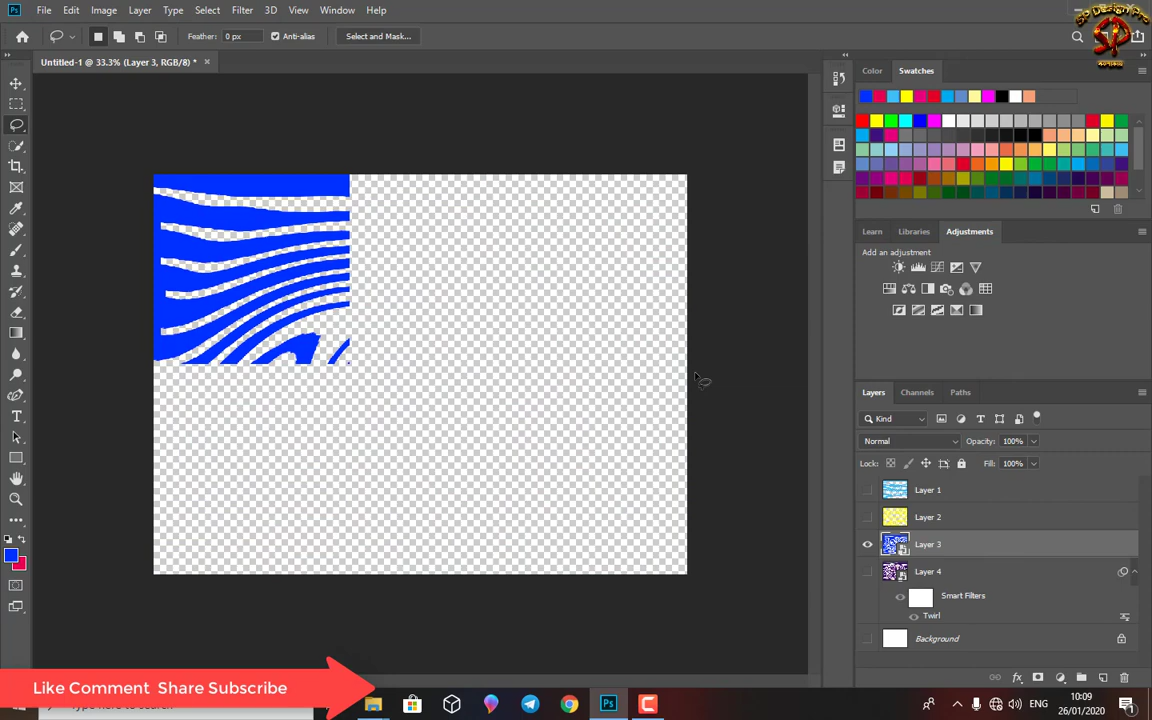 Ps File Edit Image Layer Type Select Filter 3D View Window Help
Feather: 0 px Anti-alias Select and Mask...
Untitled-1 @ 33.3% (Layer 3, RGB/8) * ×
Color Swatches
Learn Libraries Adjustments
Add an adjustment
Layers Channels Paths
Kind
Normal Opacity: 100%
Lock: Fill: 100%
Layer 1
Layer 2
Layer 3
Layer 4
Smart Filters
Twirl
Background
Like Comment Share Subscribe
Ps
10:09
26/01/2020
1